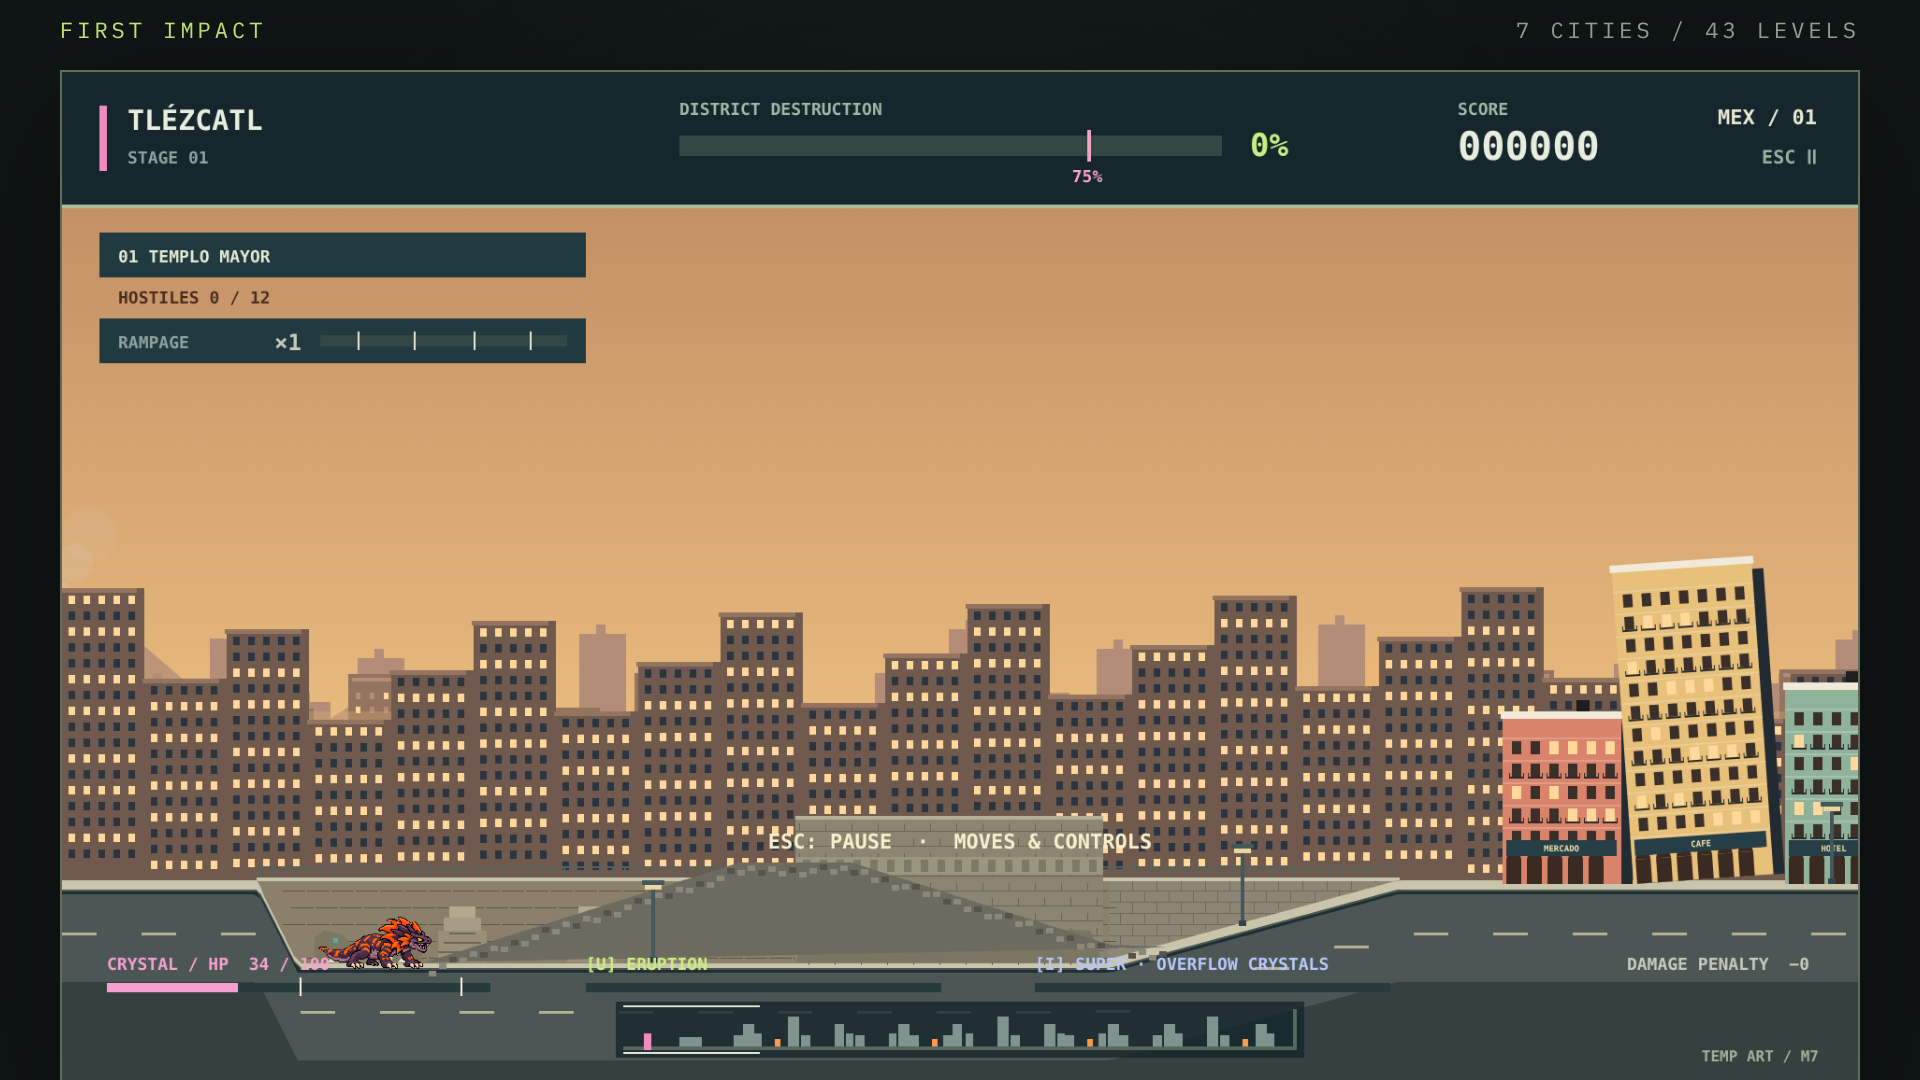 FIRST IMPACT
7 CITIES / 43 LEVELS
TLÉZCATL
STAGE 01
DISTRICT DESTRUCTION
0%
75%
SCORE
000000
MEX / 01
ESC II
01 TEMPLO MAYOR
HOSTILES 0 / 12
RAMPAGE ×1
ESC: PAUSE · MOVES & CONTROLS
MERCADO
CAFE
HOTEL
CRYSTAL / HP 34 / 100
[U] ERUPTION
[I] SUPER · OVERFLOW CRYSTALS
DAMAGE PENALTY −0
TEMP ART / M7